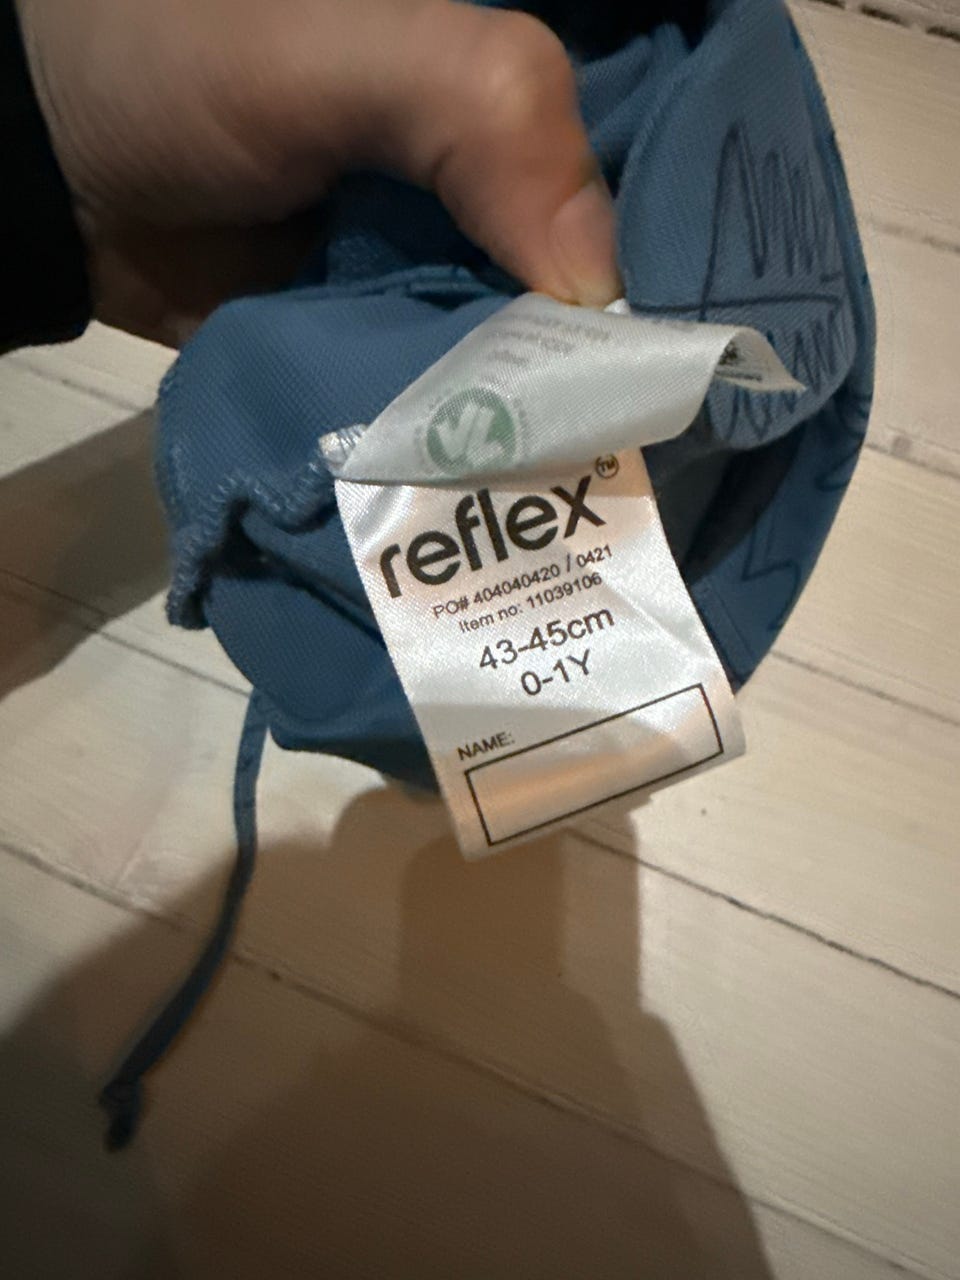 reflex™
PO# 404040420 / 0421
Item no: 11039106
43-45cm
0-1Y
NAME: